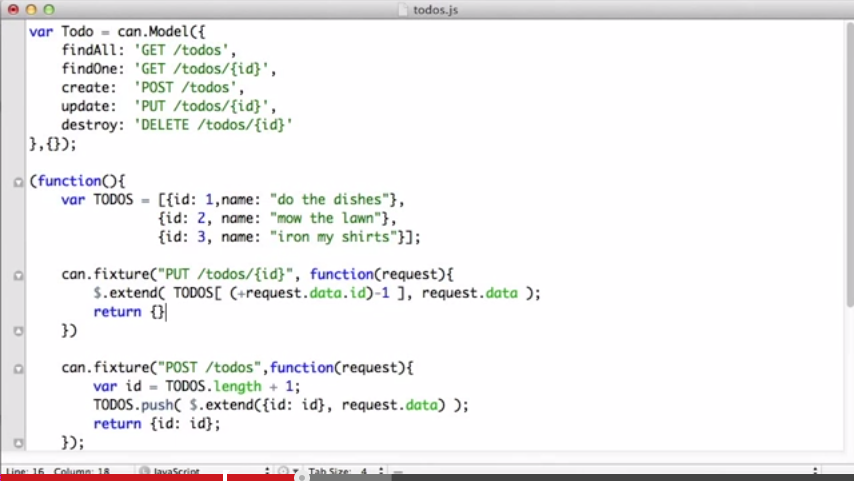 todos.js
var Todo = can.Model({
    findAll: 'GET /todos',
    findOne: 'GET /todos/{id}',
    create:  'POST /todos',
    update:  'PUT /todos/{id}',
    destroy: 'DELETE /todos/{id}'
},{});
(function(){
    var TODOS = [{id: 1,name: "do the dishes"},
                {id: 2, name: "mow the lawn"},
                {id: 3, name: "iron my shirts"}];
    can.fixture("PUT /todos/{id}", function(request){
        $.extend( TODOS[ (+request.data.id)-1 ], request.data );
        return {}
    })
    can.fixture("POST /todos",function(request){
        var id = TODOS.length + 1;
        TODOS.push( $.extend({id: id}, request.data) );
        return {id: id};
    });
Line: 16 Column: 18 JavaScript Tab Size: 4